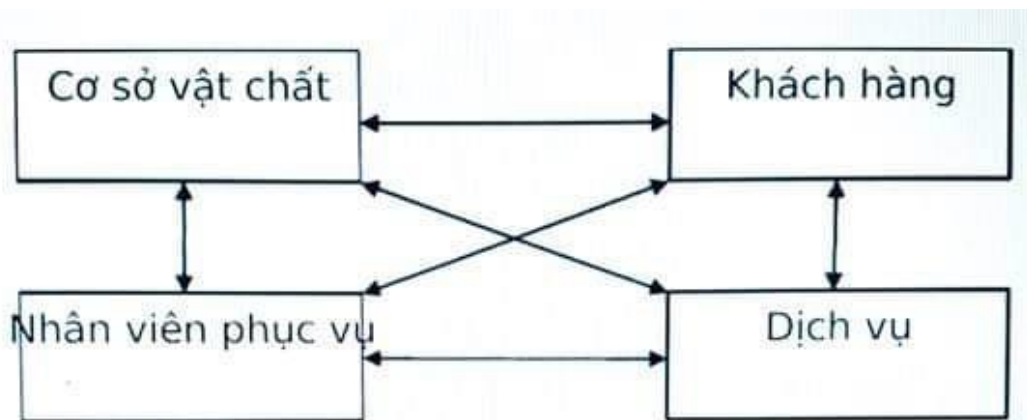 Cơ sở vật chất
Khách hàng
Nhân viên phục vụ
Dịch vụ